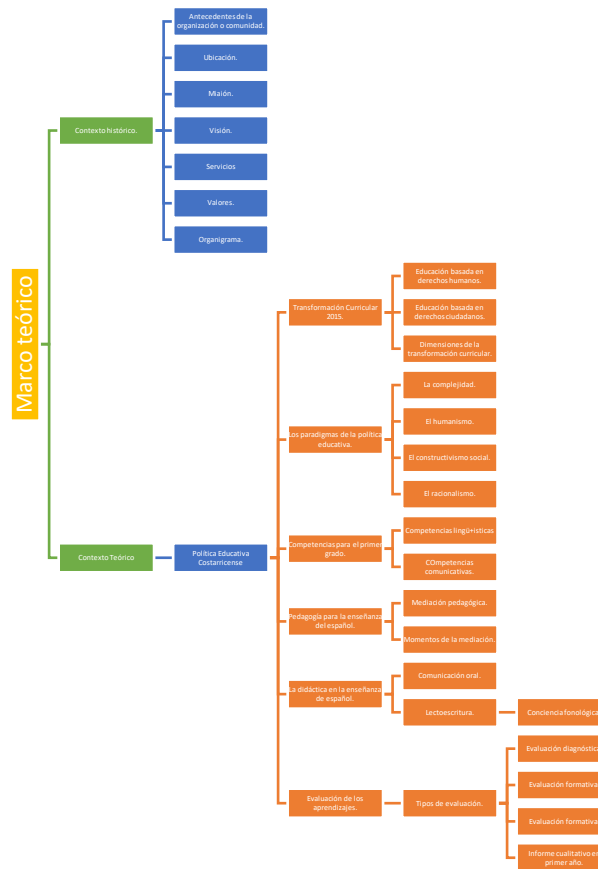 Marco teórico
Contexto histórico.
Antecedentes de la
organización o comunidad.
Ubicación.
Miaión.
Visión.
Servicios
Valores.
Organigrama.
Contexto Teórico
Política Educativa
Costarricense
Transformación Curricular
2015.
Educación basada en
derechos humanos.
Educación basada en
derechos ciudadanos.
Dimensiones de la
transformación curricular.
Los paradigmas de la política
educativa.
La complejidad.
El humanismo.
El constructivismo social.
El racionalismo.
Competencias para el primer
grado.
Competencias lingü+isticas
COmpetencias
comunicativas.
Pedagogía para la enseñanza
del español.
Mediación pedagógica.
Momentos de la mediación.
La didáctica en la enseñanza
de español.
Comunicación oral.
Lectoescritura.
Conciencia fonológica
Evaluación de los
aprendizajes.
Tipos de evaluación.
Evaluación diagnóstica
Evaluación formativa
Evaluación formativa
Informe cualitativo en
primer año.